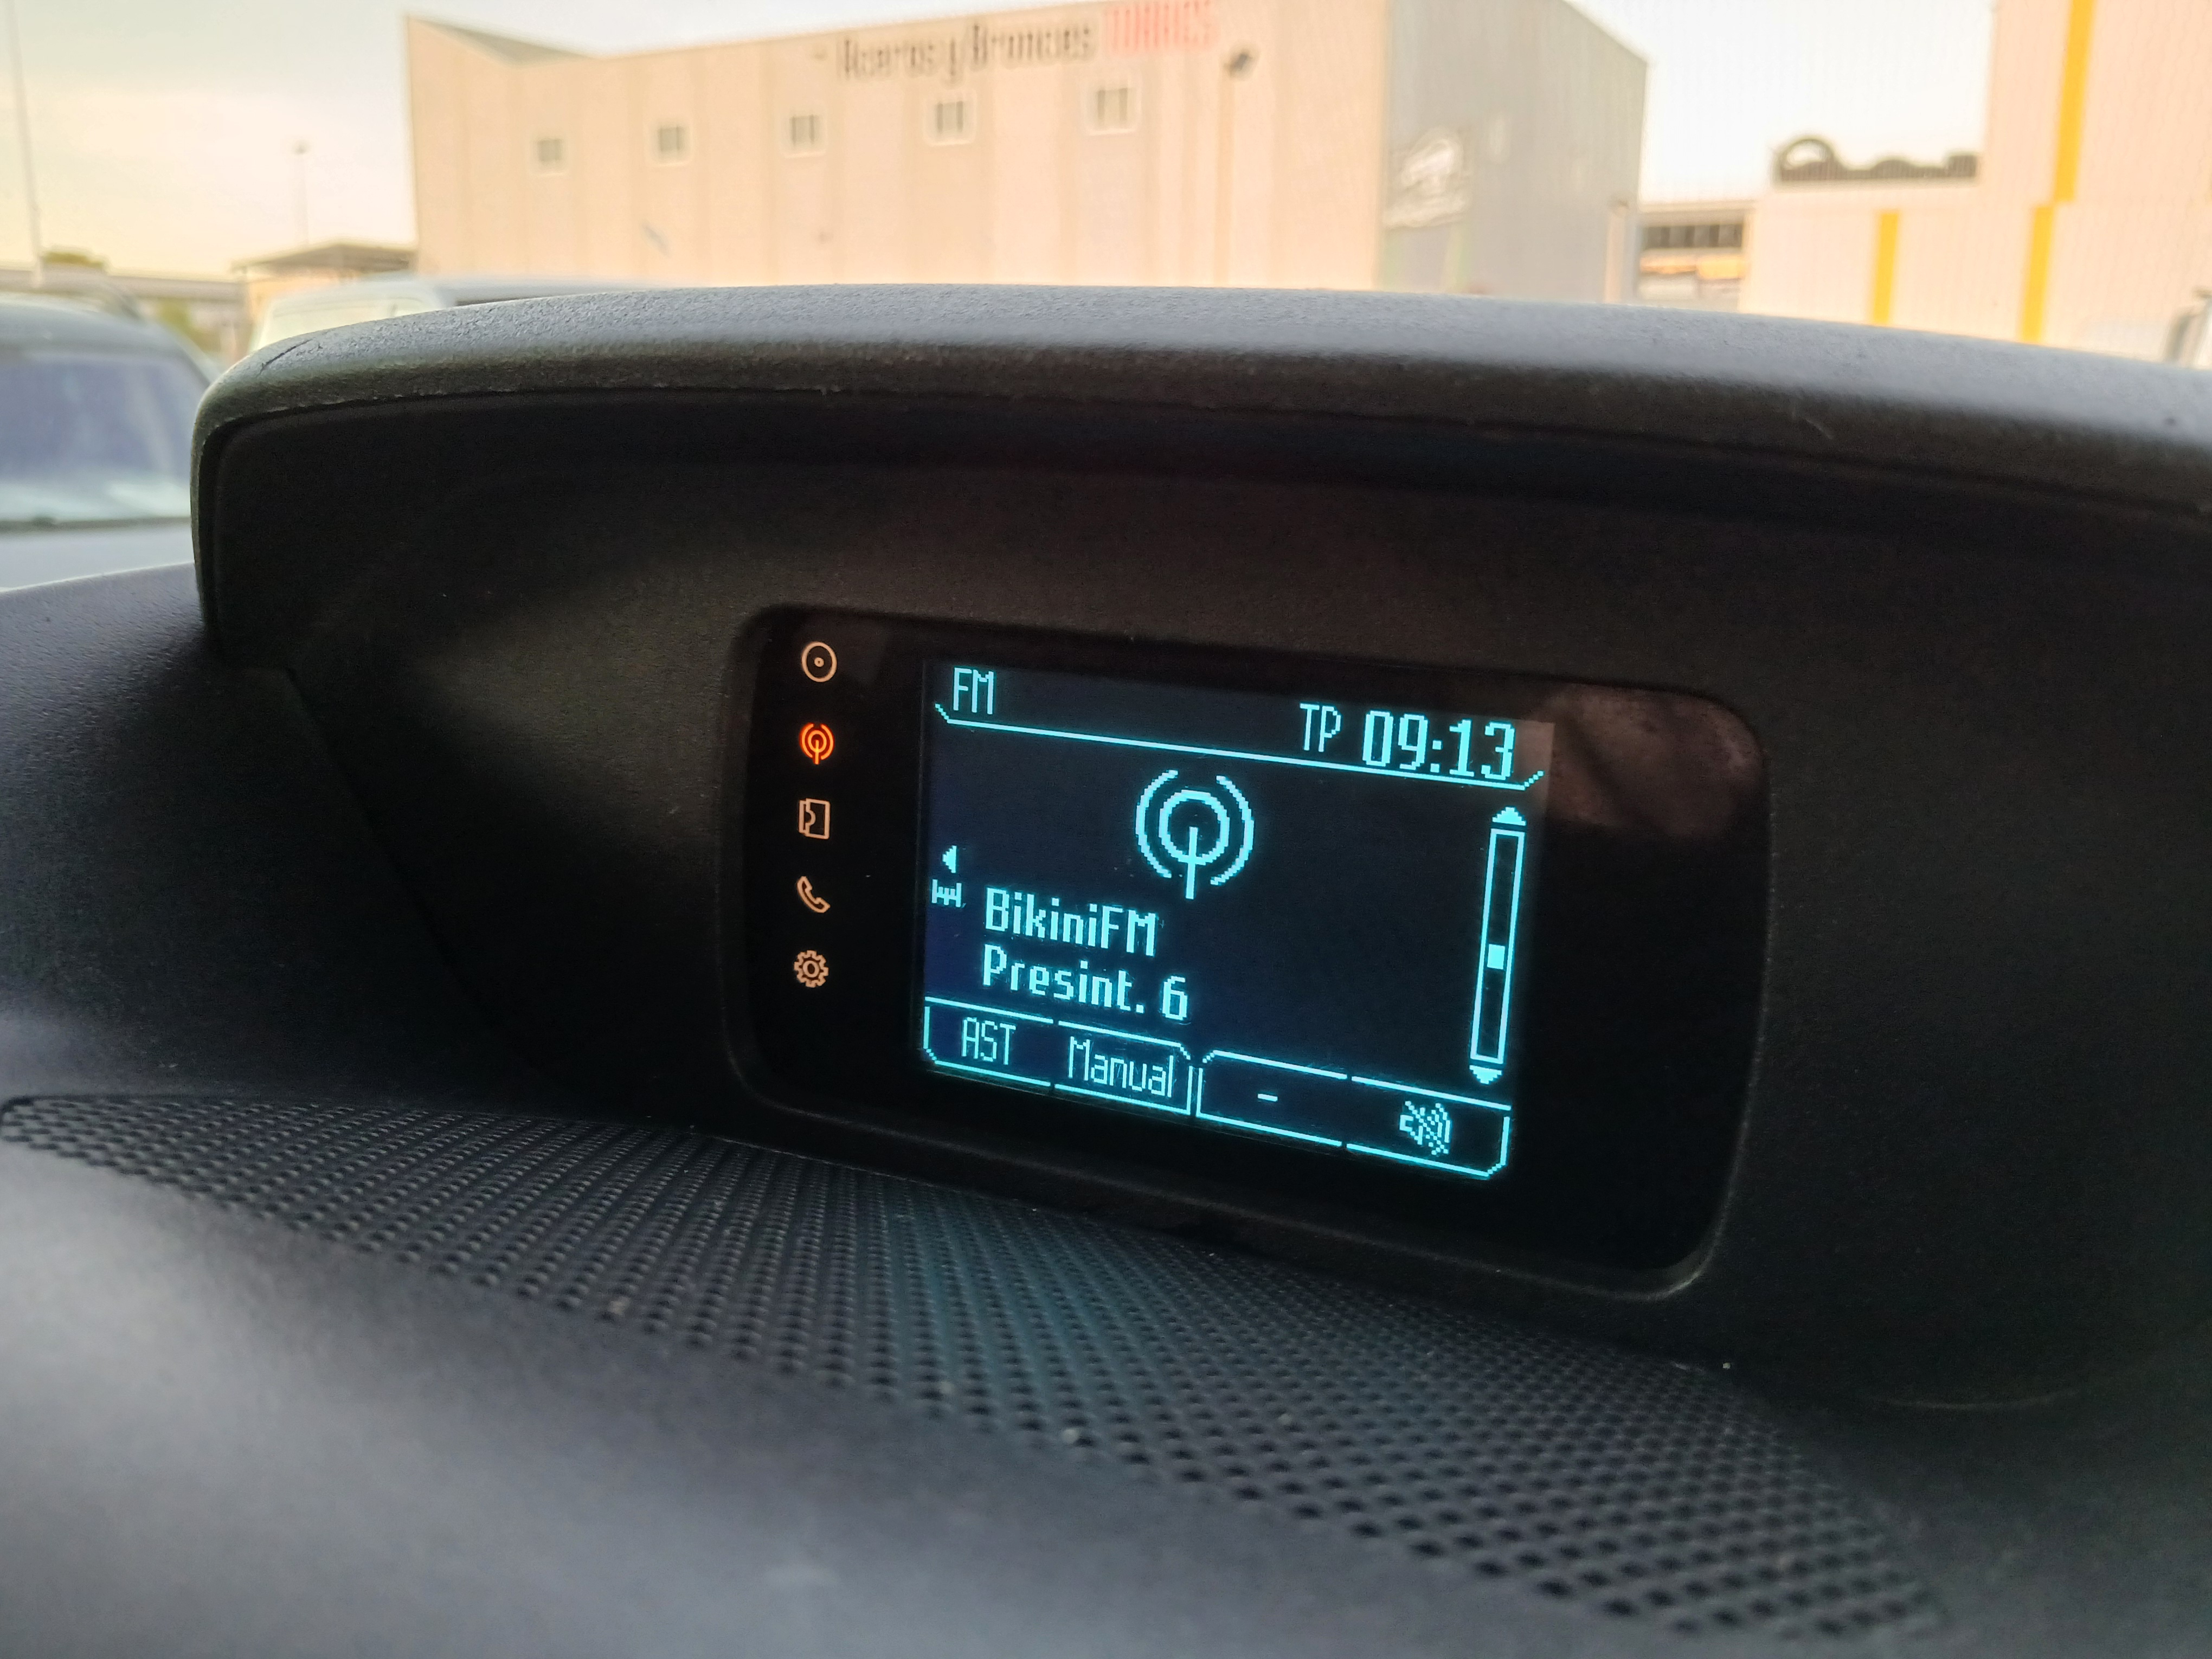 Aceros y Bronces TORRES
FM
TP 09:13
BikiniFM
Presint. 6
AST Manual -